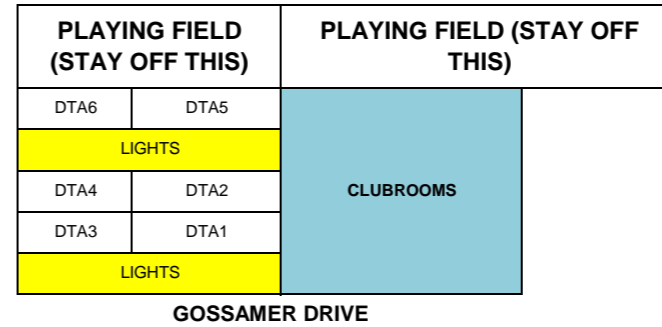 PLAYING FIELD
(STAY OFF THIS)
PLAYING FIELD (STAY OFF
THIS)
DTA6
DTA5
LIGHTS
DTA4
DTA2
CLUBROOMS
DTA3
DTA1
LIGHTS
GOSSAMER DRIVE